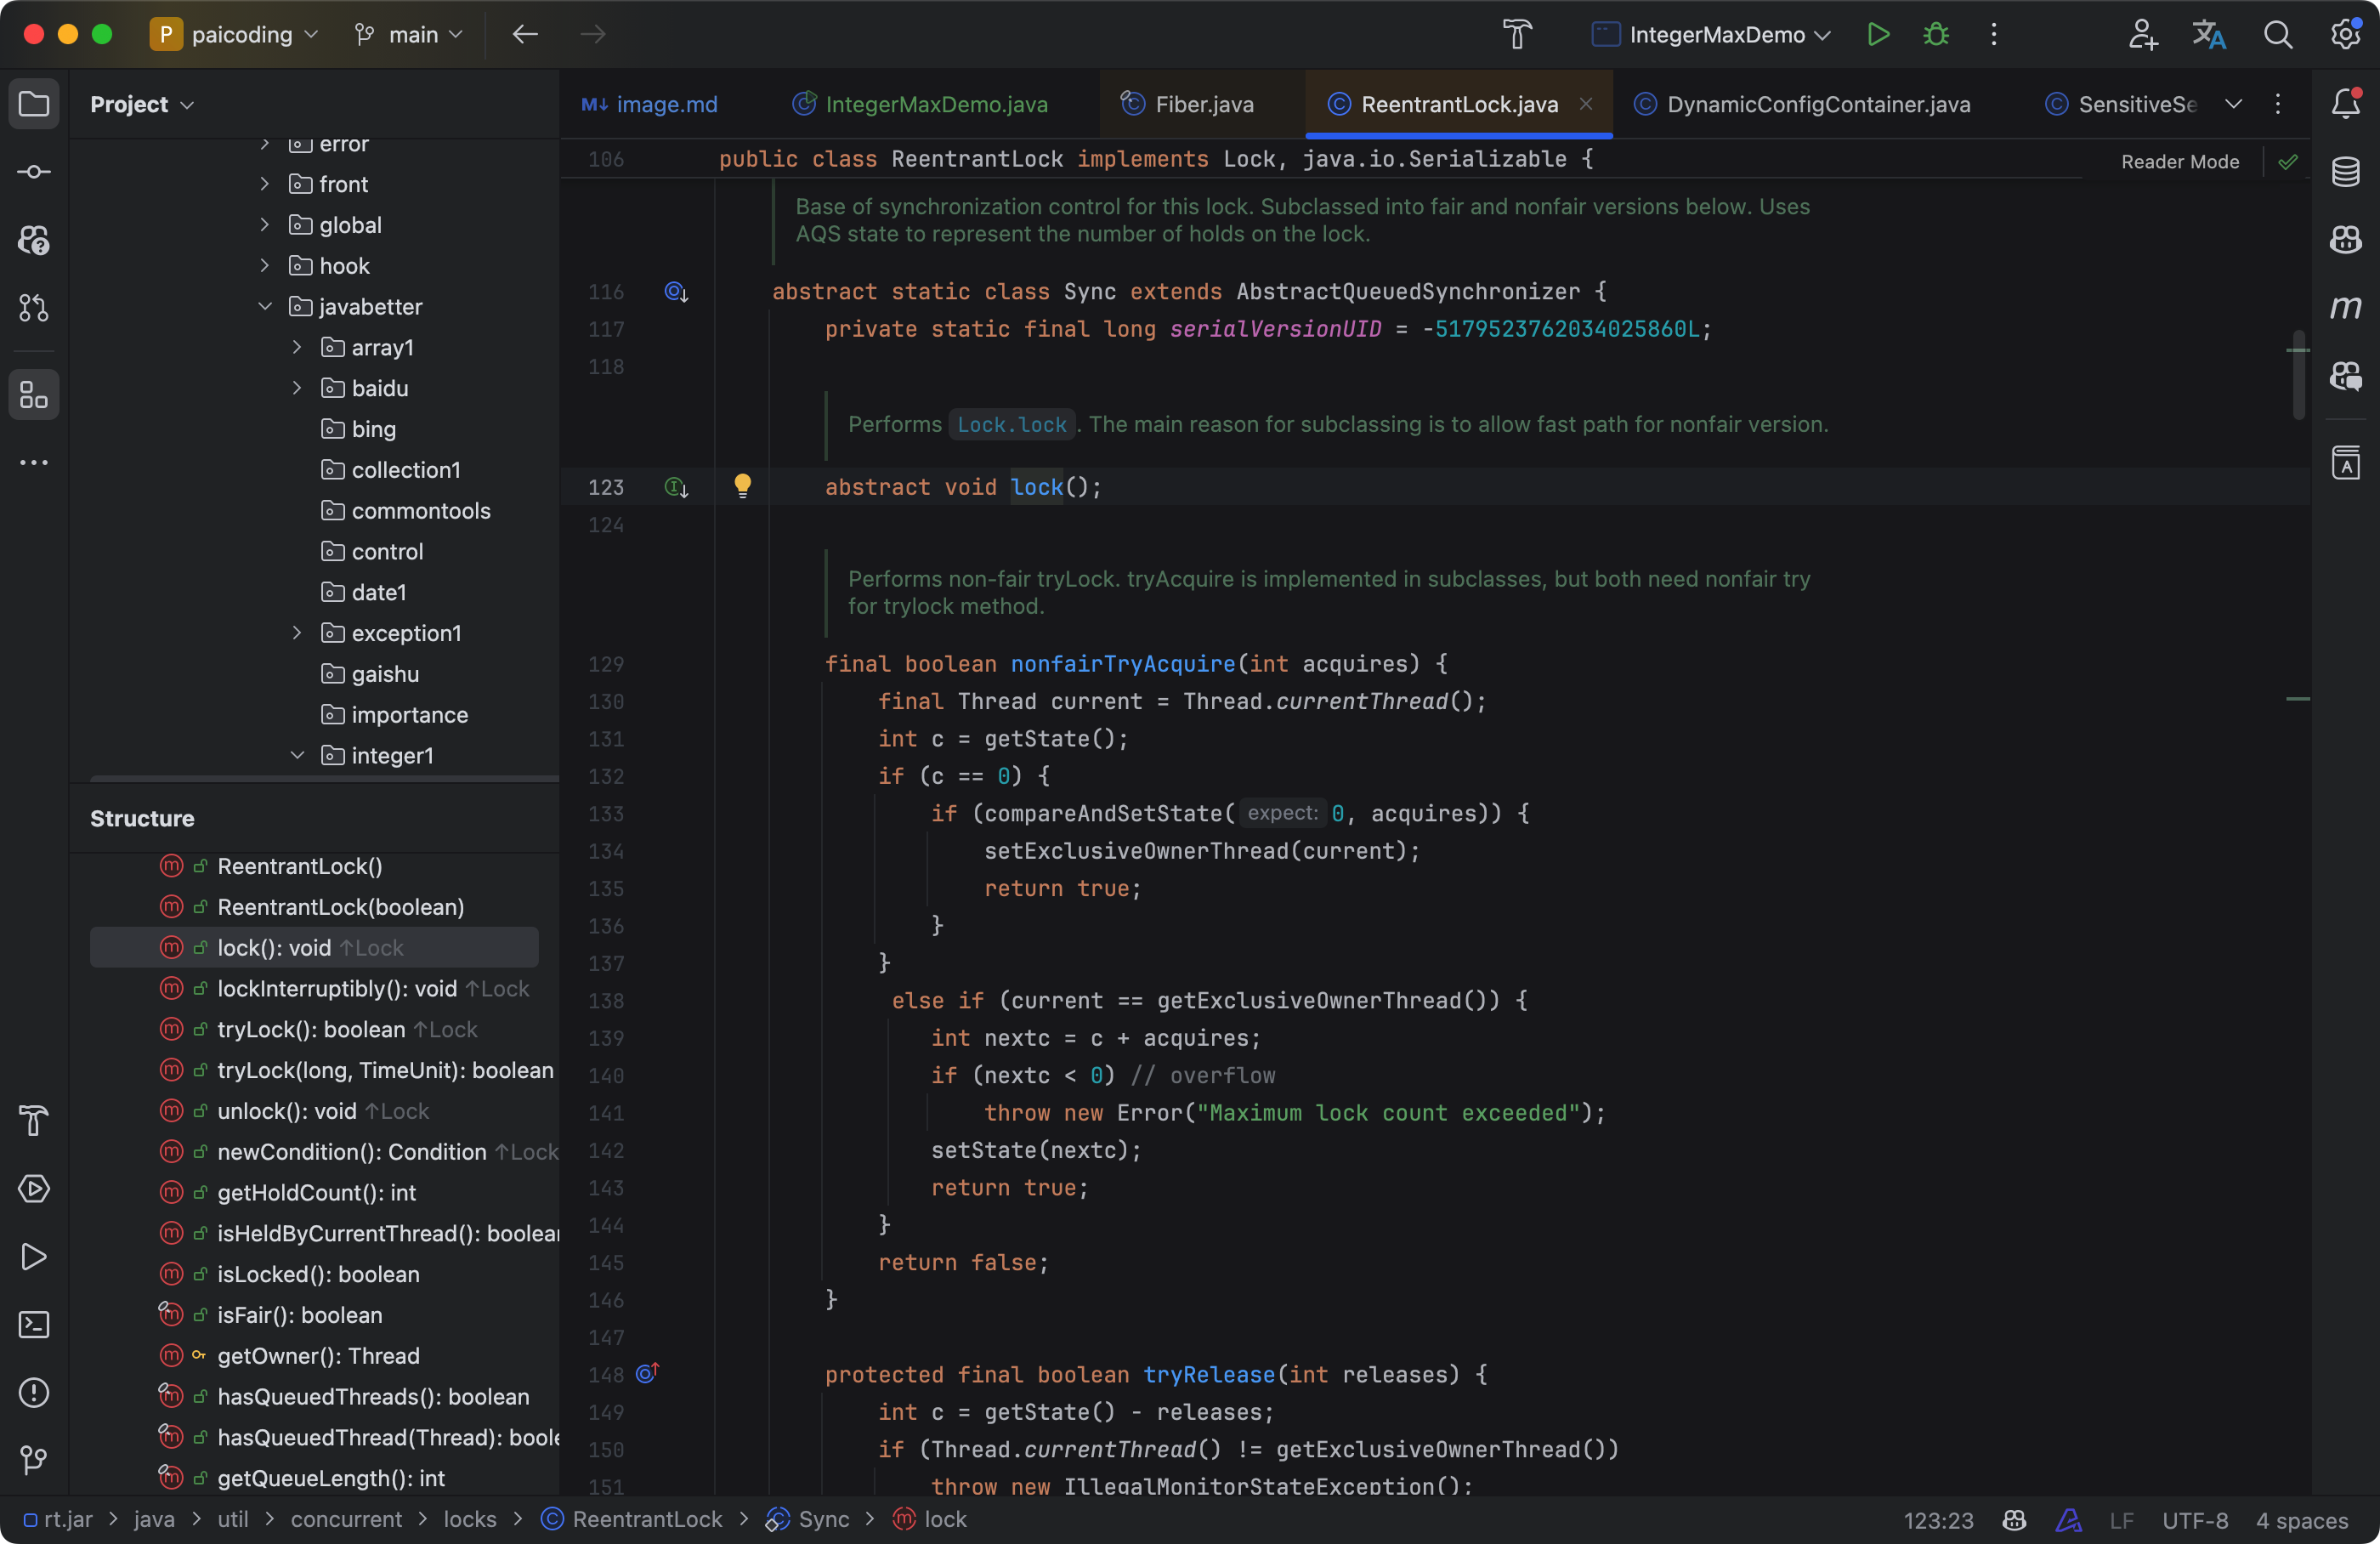 P paicoding main IntegerMaxDemo
Project
error
front
global
hook
javabetter
array1
baidu
bing
collection1
commontools
control
date1
exception1
gaishu
importance
integer1
Structure
ReentrantLock()
ReentrantLock(boolean)
lock(): void ↑Lock
lockInterruptibly(): void ↑Lock
tryLock(): boolean ↑Lock
tryLock(long, TimeUnit): boolean
unlock(): void ↑Lock
newCondition(): Condition ↑Lock
getHoldCount(): int
isHeldByCurrentThread(): boolean
isLocked(): boolean
isFair(): boolean
getOwner(): Thread
hasQueuedThreads(): boolean
hasQueuedThread(Thread): boole
getQueueLength(): int
M↓ image.md IntegerMaxDemo.java Fiber.java ReentrantLock.java DynamicConfigContainer.java SensitiveSe
106 public class ReentrantLock implements Lock, java.io.Serializable {
Reader Mode
Base of synchronization control for this lock. Subclassed into fair and nonfair versions below. Uses
AQS state to represent the number of holds on the lock.
116 abstract static class Sync extends AbstractQueuedSynchronizer {
117 private static final long serialVersionUID = -5179523762034025860L;
118
Performs Lock.lock. The main reason for subclassing is to allow fast path for nonfair version.
123 abstract void lock();
124
Performs non-fair tryLock. tryAcquire is implemented in subclasses, but both need nonfair try
for trylock method.
129 final boolean nonfairTryAcquire(int acquires) {
130 final Thread current = Thread.currentThread();
131 int c = getState();
132 if (c == 0) {
133 if (compareAndSetState( expect: 0, acquires)) {
134 setExclusiveOwnerThread(current);
135 return true;
136 }
137 }
138 else if (current == getExclusiveOwnerThread()) {
139 int nextc = c + acquires;
140 if (nextc < 0) // overflow
141 throw new Error("Maximum lock count exceeded");
142 setState(nextc);
143 return true;
144 }
145 return false;
146 }
147
148 protected final boolean tryRelease(int releases) {
149 int c = getState() - releases;
150 if (Thread.currentThread() != getExclusiveOwnerThread())
151 throw new IllegalMonitorStateException();
rt.jar > java > util > concurrent > locks > ReentrantLock > Sync > lock
123:23 LF UTF-8 4 spaces